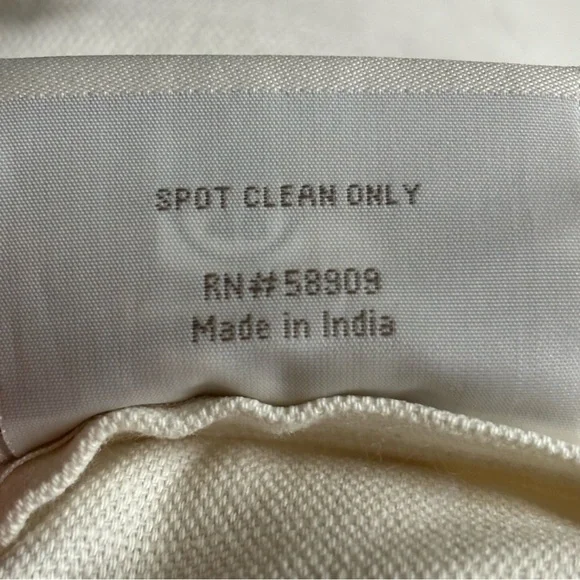 SPOT CLEAN ONLY
RN# 58909
Made in India